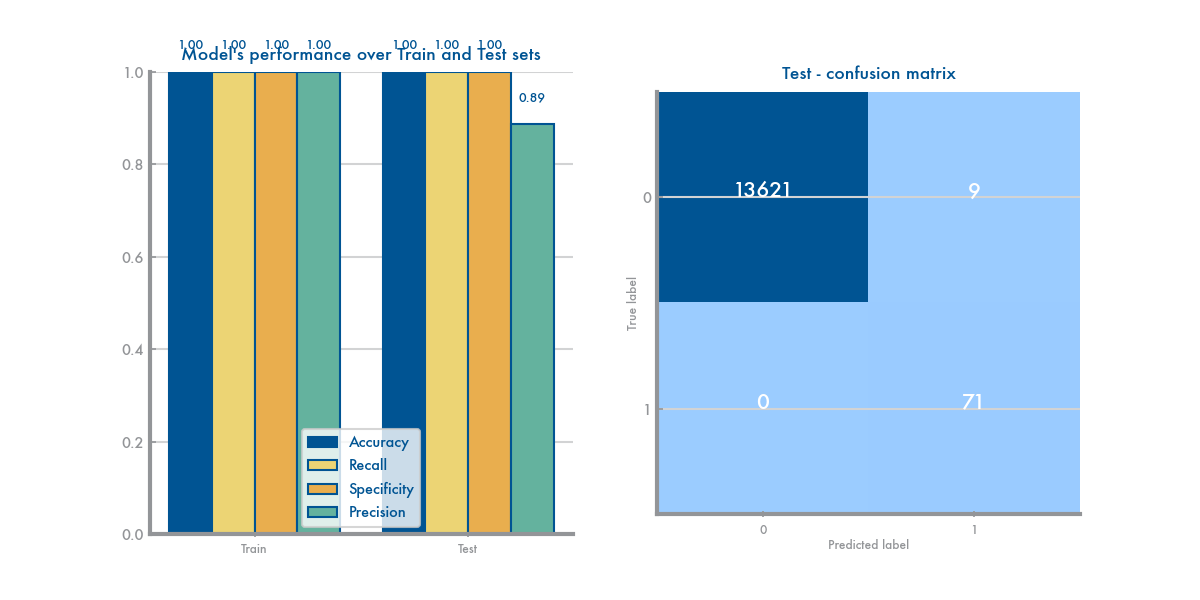 1.00 1.00 1.00 1.00 1.00 1.00 1.00
Model's performance over Train and Test sets
1.0
0.89
0.8
0.6
0.4
0.2
0.0
Accuracy
Recall
Specificity
Precision
Train Test
Test - confusion matrix
True label
0
13621 9
1
0 71
0 1
Predicted label